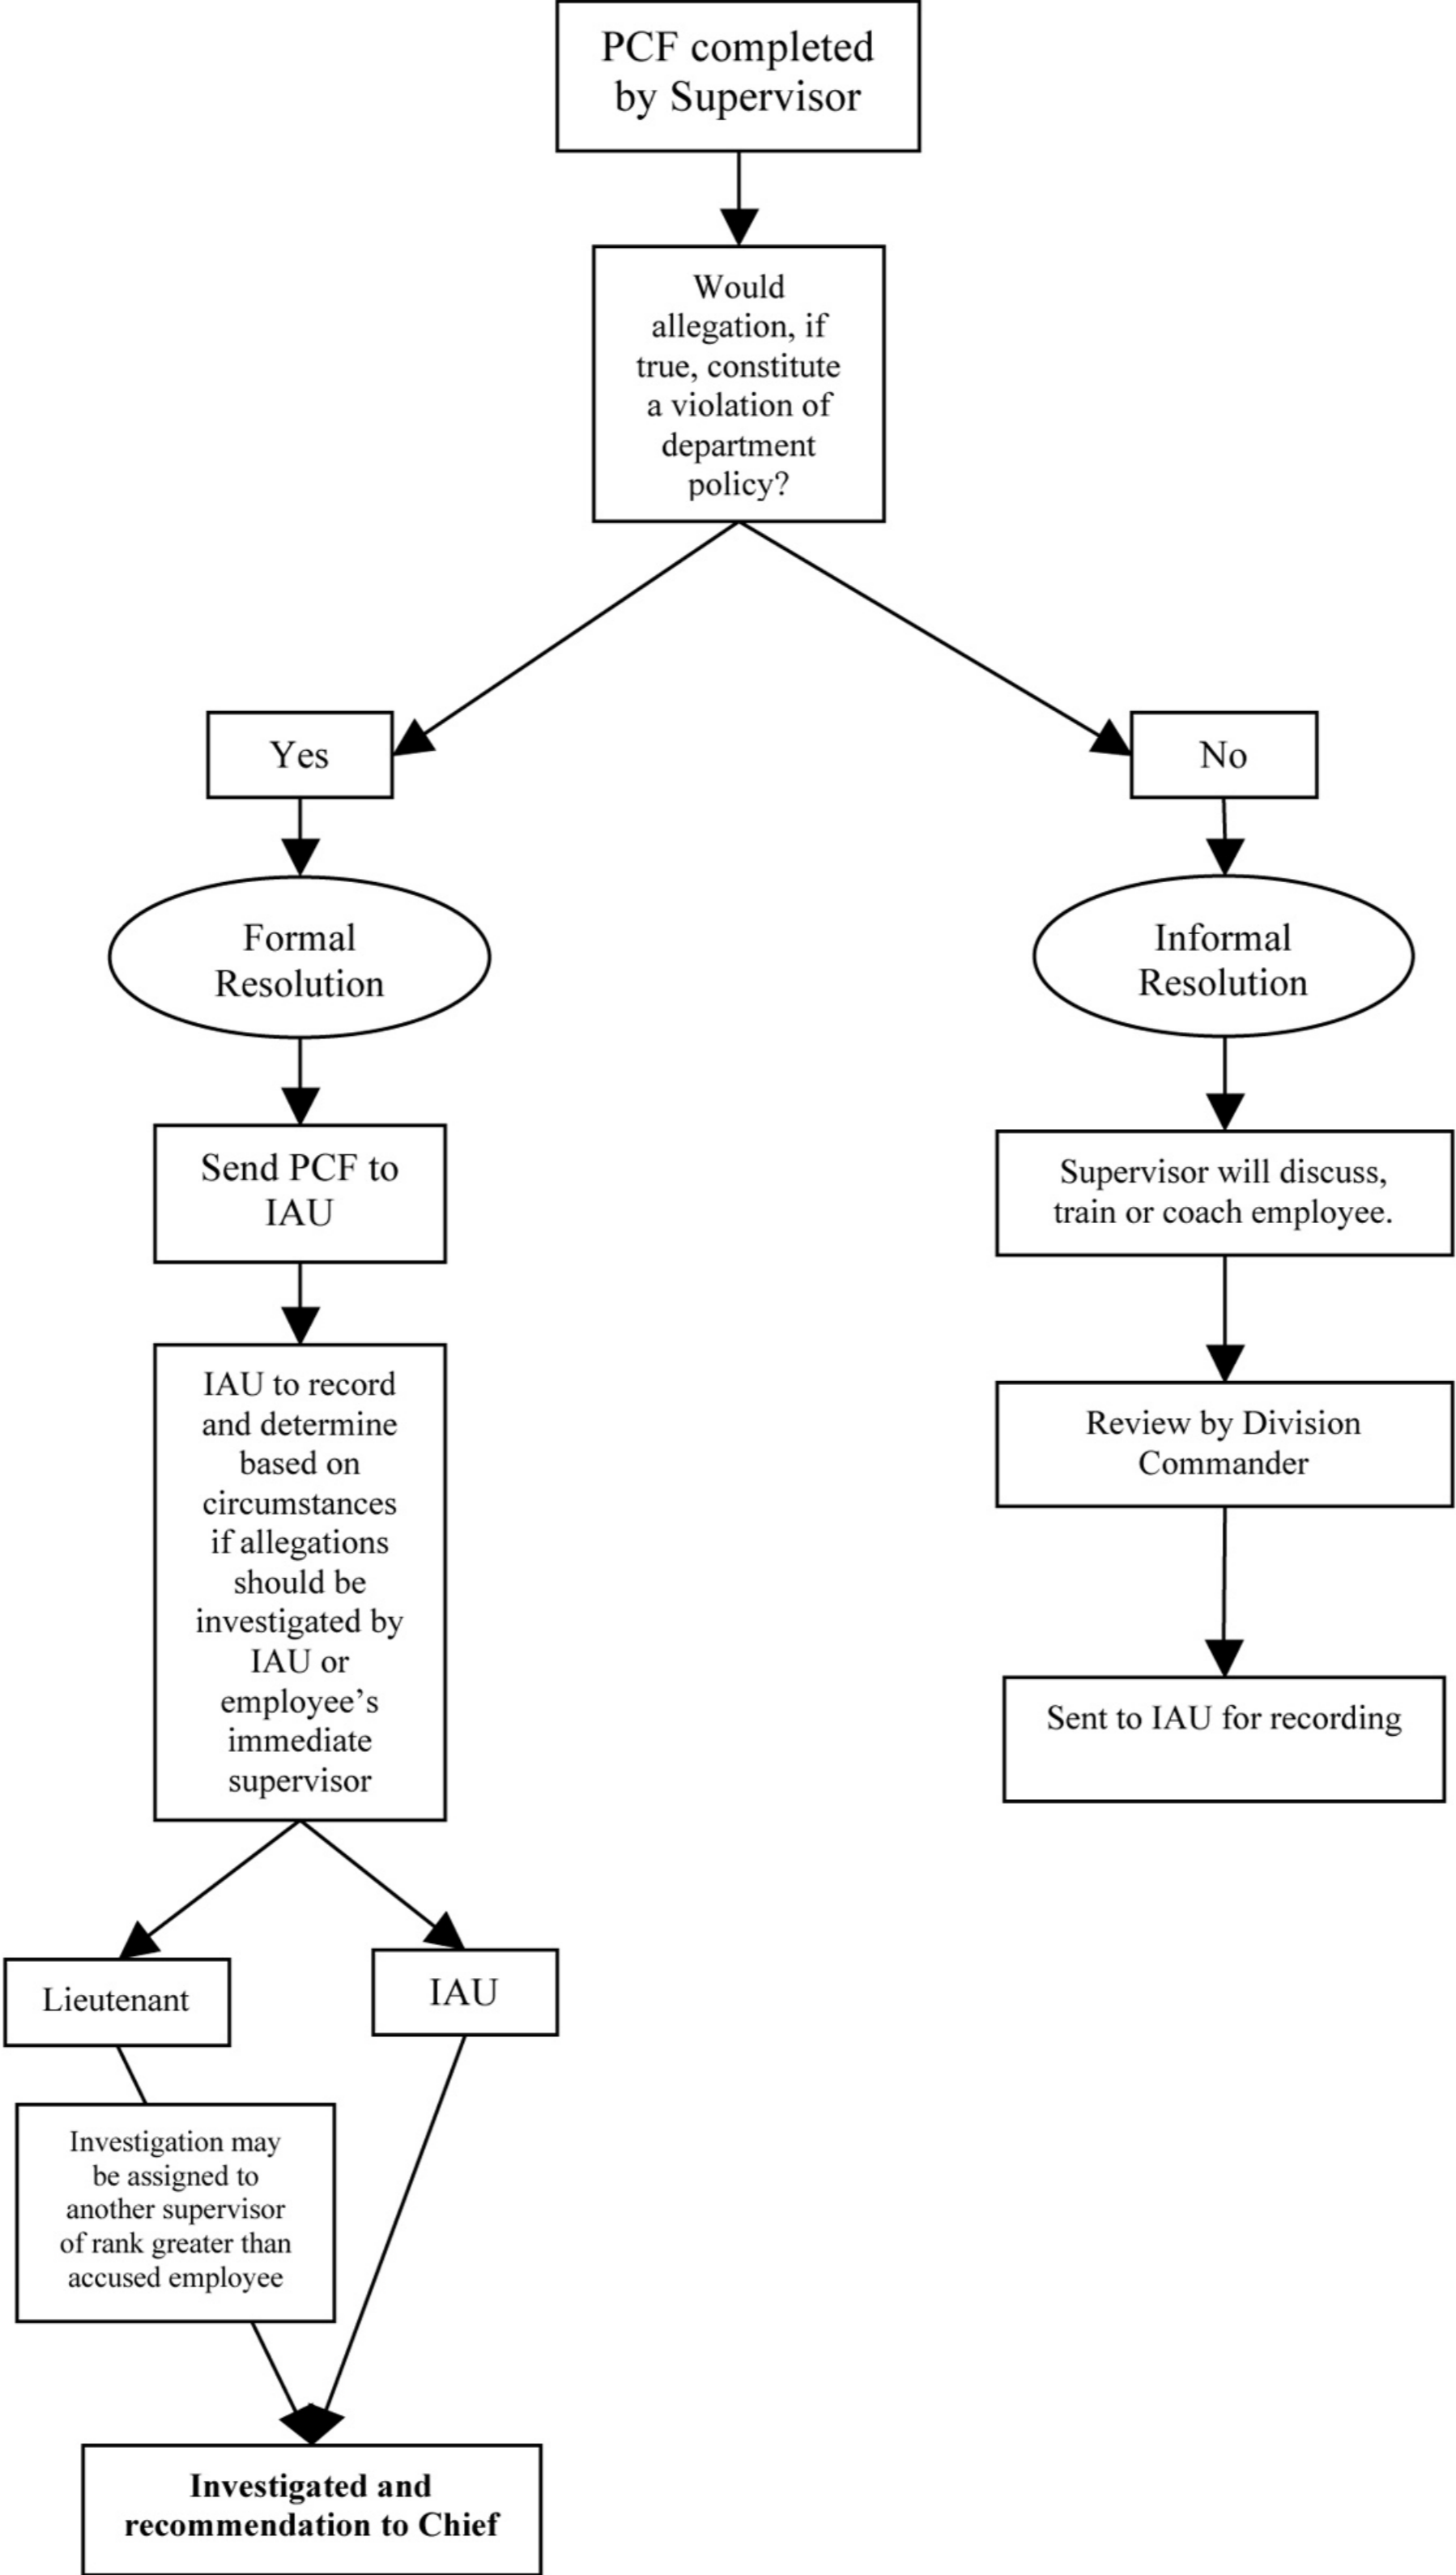 PCF completed
by Supervisor
Would
allegation, if
true, constitute
a violation of
department
policy?
Yes
No
Formal
Resolution
Informal
Resolution
Send PCF to
IAU
Supervisor will discuss,
train or coach employee.
IAU to record
and determine
based on
circumstances
if allegations
should be
investigated by
IAU or
employee’s
immediate
supervisor
Review by Division
Commander
Sent to IAU for recording
Lieutenant
IAU
Investigation may
be assigned to
another supervisor
of rank greater than
accused employee
Investigated and
recommendation to Chief